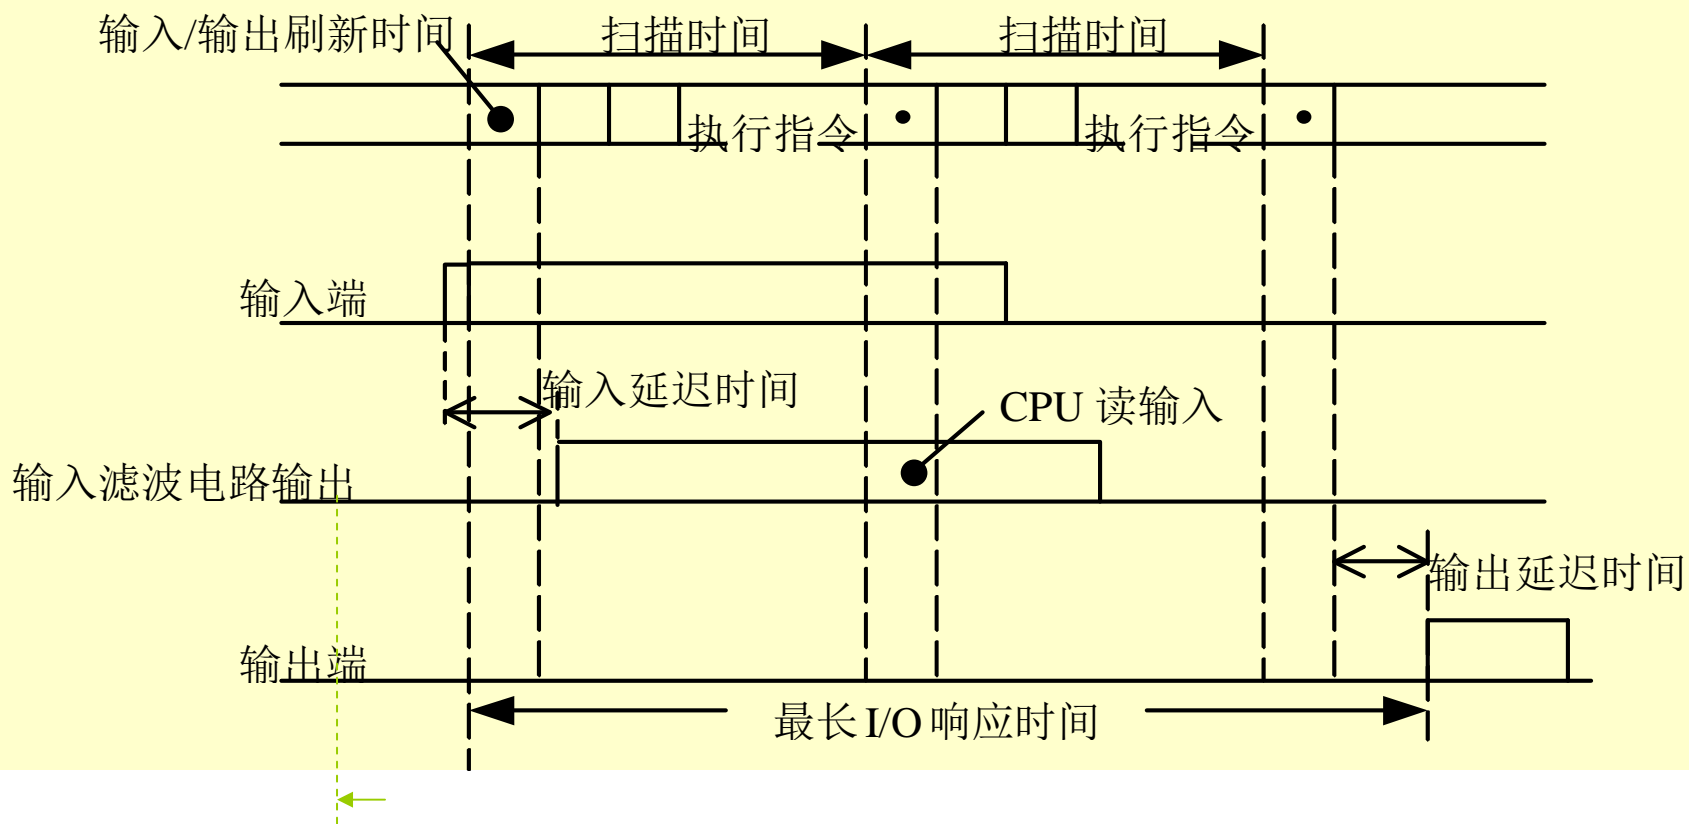 输入/输出刷新时间
扫描时间
扫描时间
执行指令
执行指令
输入端
输入延迟时间
CPU 读输入
输入滤波电路输出
输出延迟时间
输出端
最长 I/O 响应时间